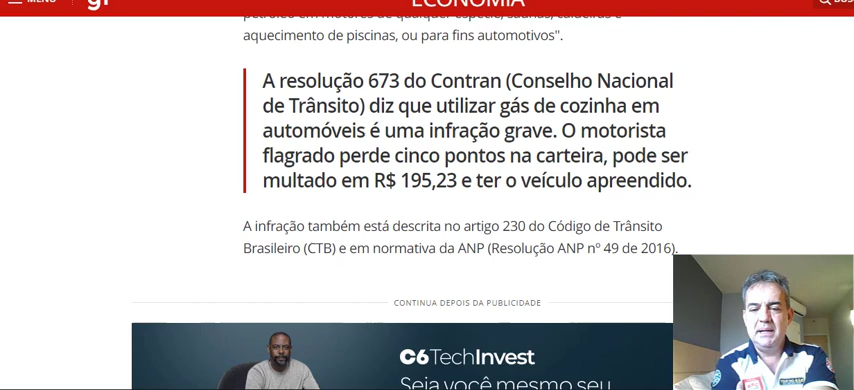 MENU
g1
ECONOMIA
petróleo em motores de qualquer espécie, saunas, caldeiras e
aquecimento de piscinas, ou para fins automotivos".
A resolução 673 do Contran (Conselho Nacional
de Trânsito) diz que utilizar gás de cozinha em
automóveis é uma infração grave. O motorista
flagrado perde cinco pontos na carteira, pode ser
multado em R$ 195,23 e ter o veículo apreendido.
A infração também está descrita no artigo 230 do Código de Trânsito
Brasileiro (CTB) e em normativa da ANP (Resolução ANP nº 49 de 2016).
CONTINUA DEPOIS DA PUBLICIDADE
C6 TechInvest
Seja você mesmo seu